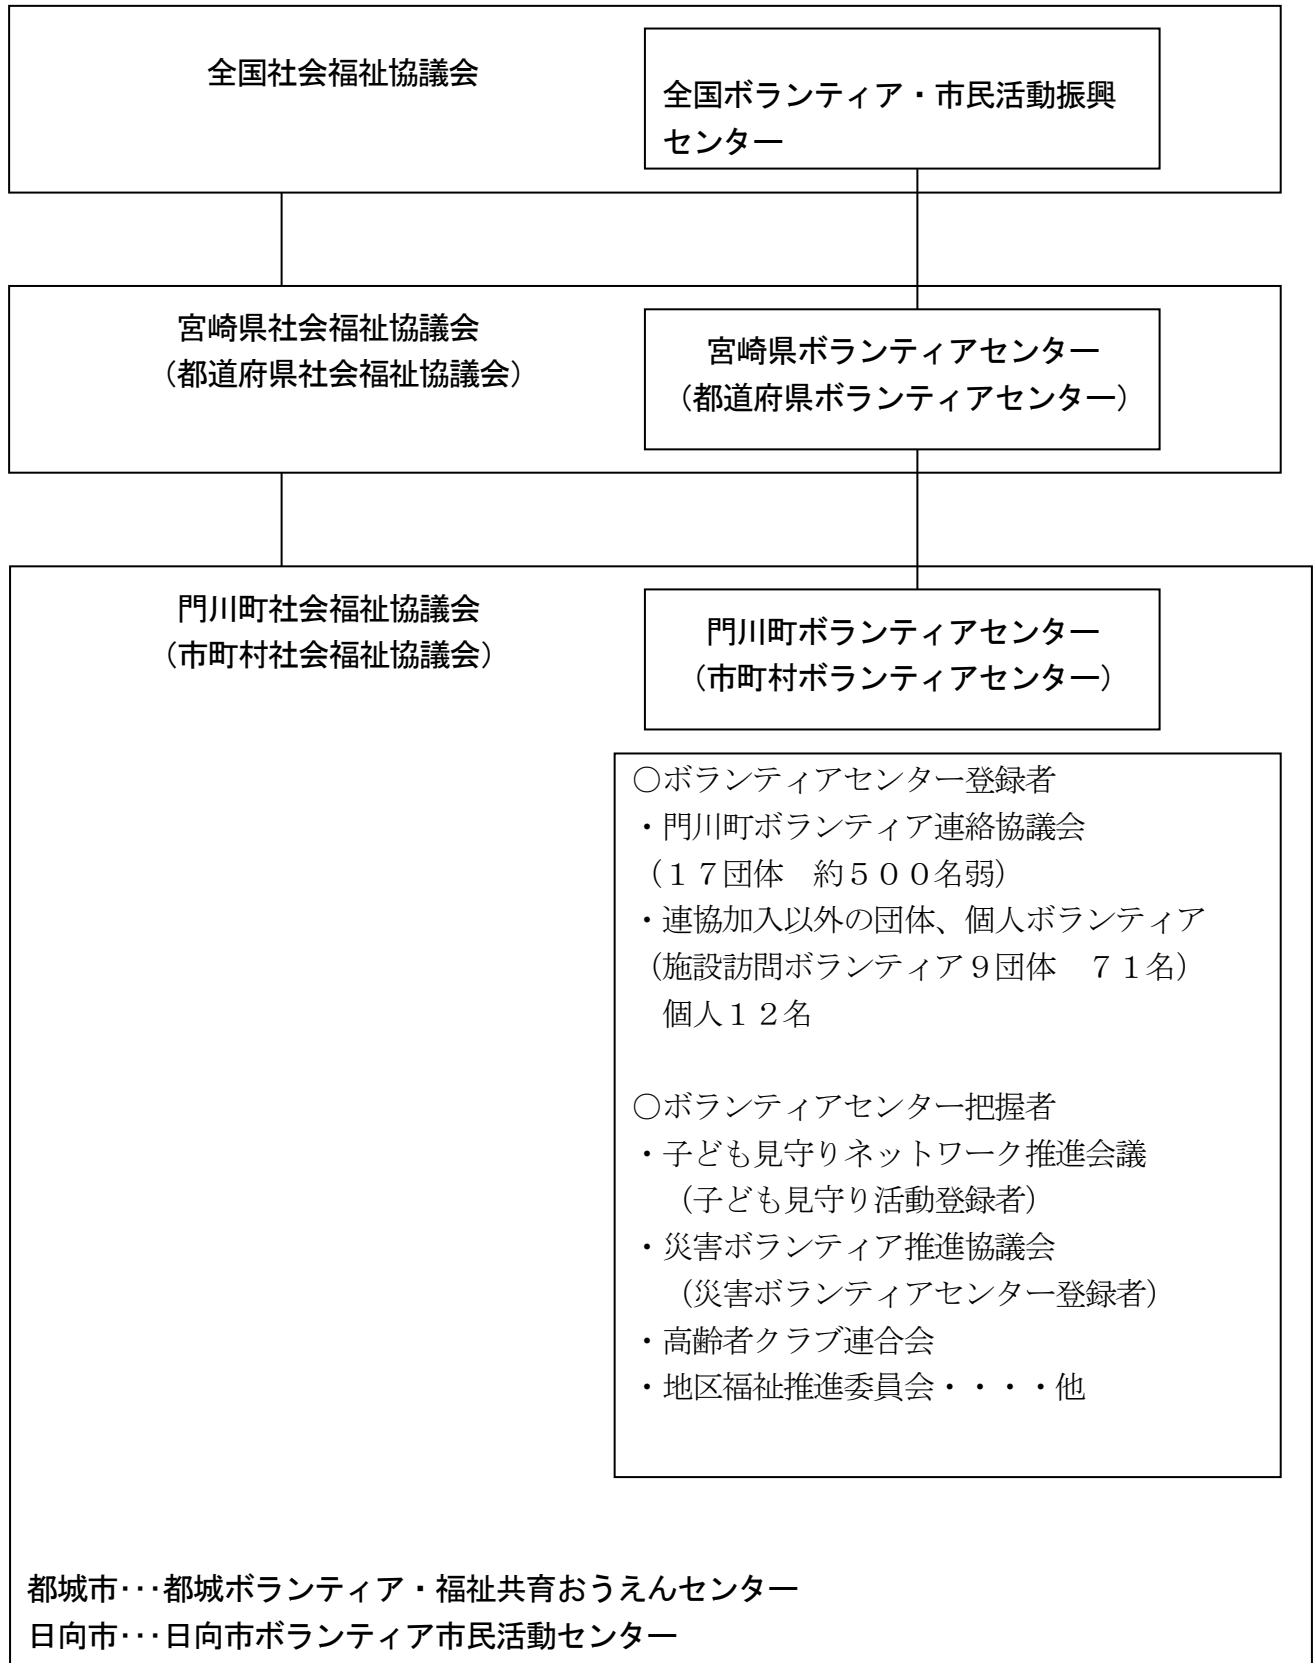 全国社会福祉協議会
全国ボランティア・市民活動振興
センター
宮崎県社会福祉協議会
（都道府県社会福祉協議会）
宮崎県ボランティアセンター
（都道府県ボランティアセンター）
門川町社会福祉協議会
（市町村社会福祉協議会）
門川町ボランティアセンター
（市町村ボランティアセンター）
○ボランティアセンター登録者
・門川町ボランティア連絡協議会
（１７団体　約５００名弱）
・連協加入以外の団体、個人ボランティア
（施設訪問ボランティア９団体　７１名）
個人１２名
○ボランティアセンター把握者
・子ども見守りネットワーク推進会議
（子ども見守り活動登録者）
・災害ボランティア推進協議会
（災害ボランティアセンター登録者）
・高齢者クラブ連合会
・地区福祉推進委員会・・・・他
都城市･･･都城ボランティア・福祉共育おうえんセンター
日向市･･･日向市ボランティア市民活動センター